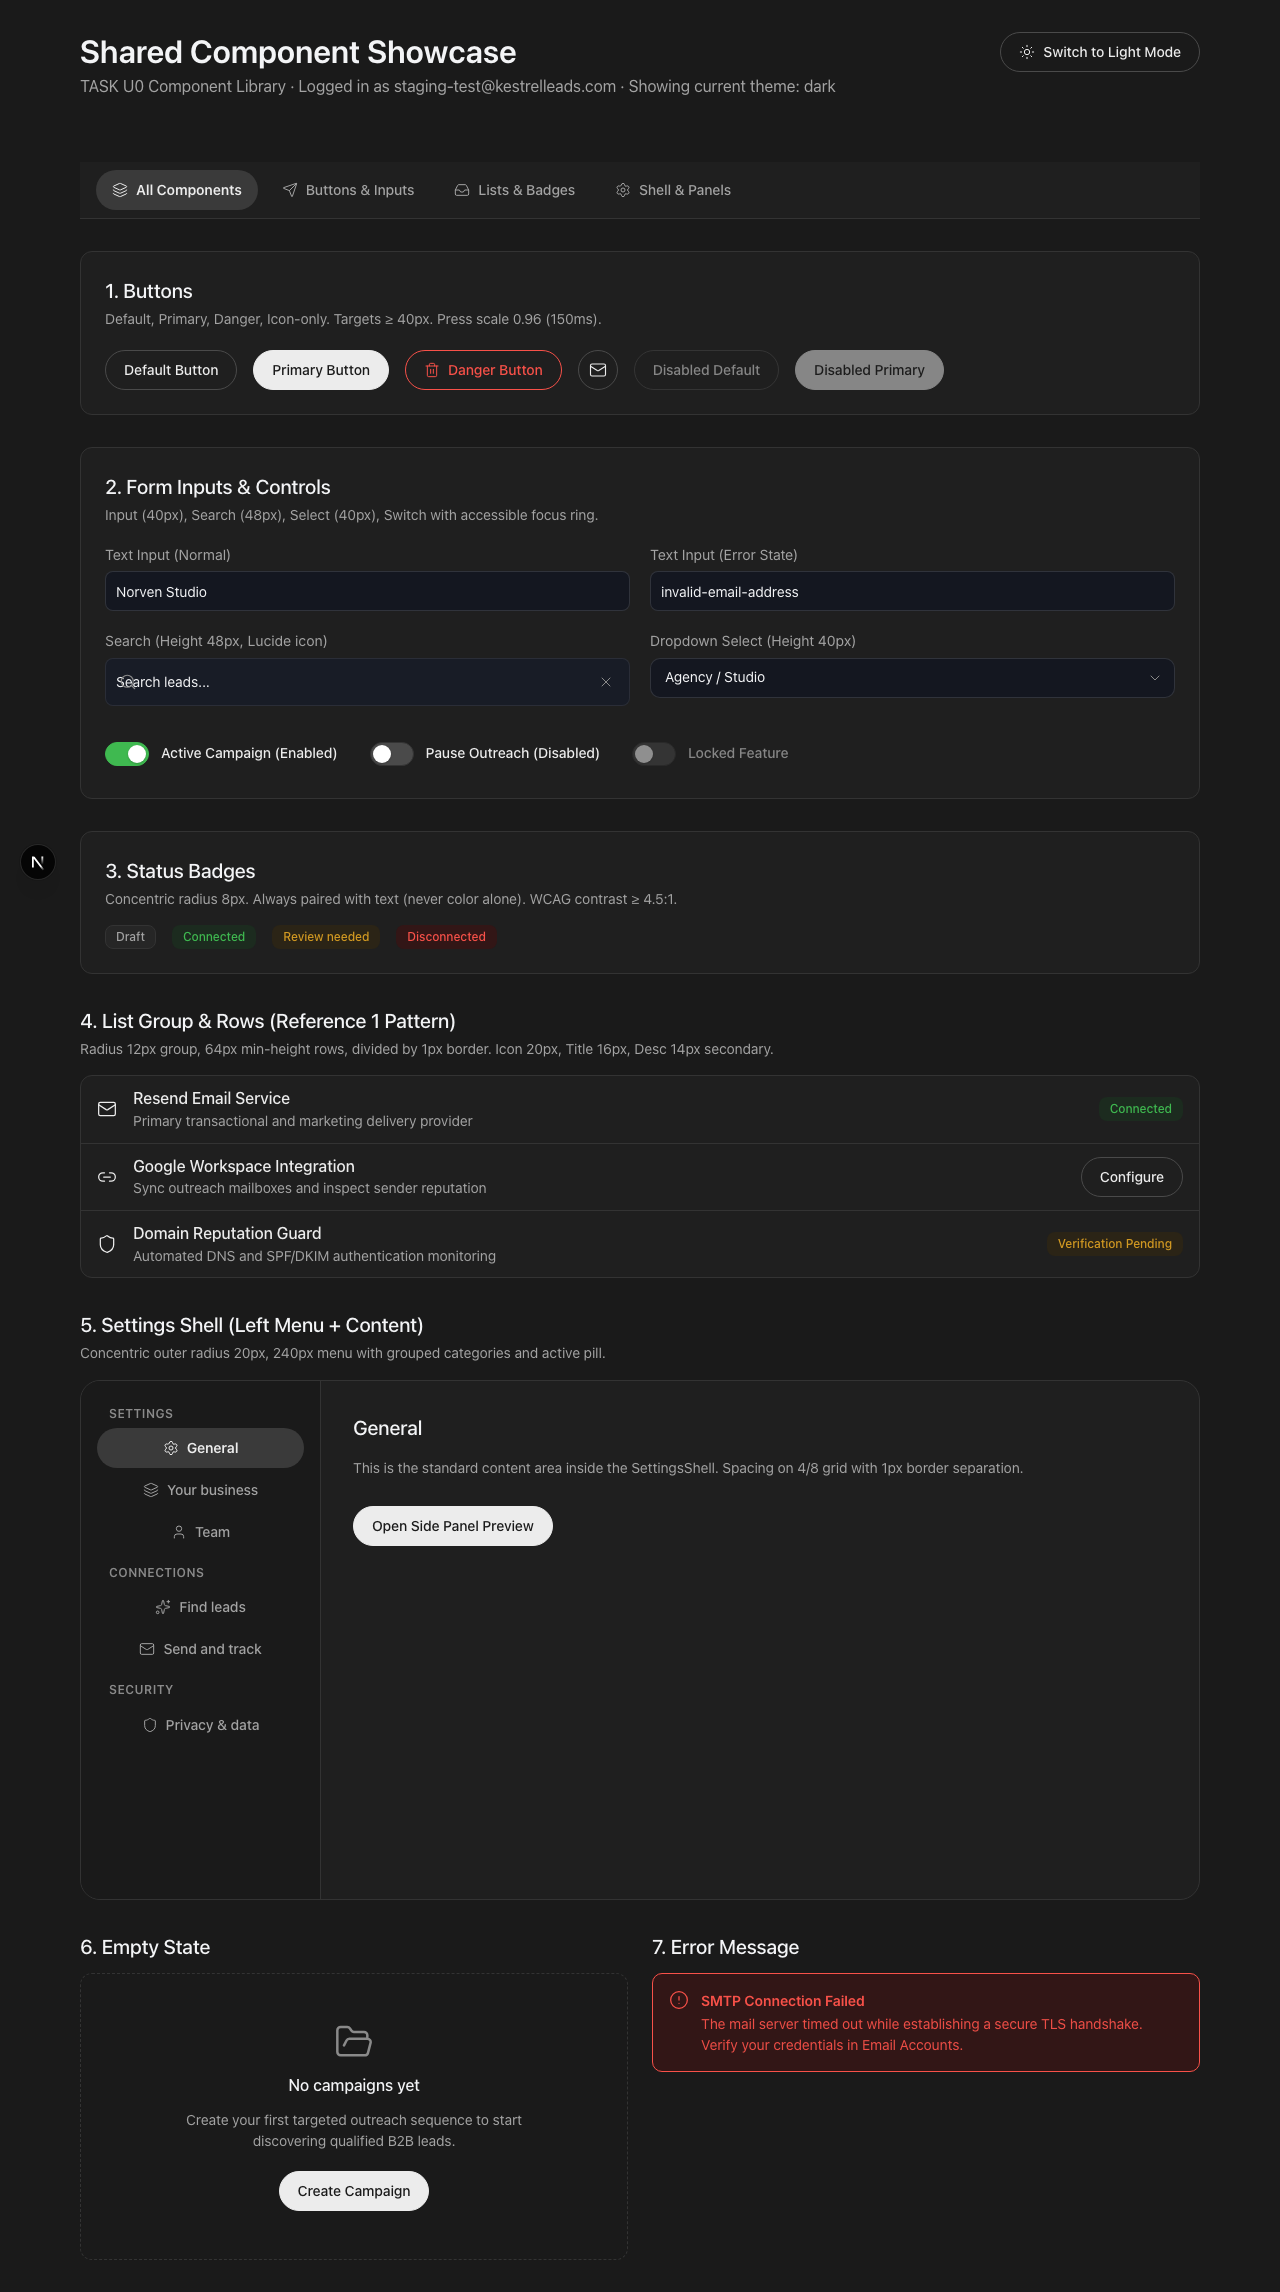 Shared Component Showcase
Switch to Light Mode
TASK U0 Component Library · Logged in as staging-test@kestrelleads.com · Showing current theme: dark
All Components
Buttons & Inputs
Lists & Badges
Shell & Panels
1. Buttons
Default, Primary, Danger, Icon-only. Targets ≥ 40px. Press scale 0.96 (150ms).
Default Button
Primary Button
Danger Button
Disabled Default
Disabled Primary
2. Form Inputs & Controls
Input (40px), Search (48px), Select (40px), Switch with accessible focus ring.
Text Input (Normal)
Text Input (Error State)
Norven Studio
invalid-email-address
Search (Height 48px, Lucide icon)
Dropdown Select (Height 40px)
Search leads...
Agency / Studio
Active Campaign (Enabled)
Pause Outreach (Disabled)
Locked Feature
N
3. Status Badges
Concentric radius 8px. Always paired with text (never color alone). WCAG contrast ≥ 4.5:1.
Draft
Connected
Review needed
Disconnected
4. List Group & Rows (Reference 1 Pattern)
Radius 12px group, 64px min-height rows, divided by 1px border. Icon 20px, Title 16px, Desc 14px secondary.
Resend Email Service
Primary transactional and marketing delivery provider
Connected
Google Workspace Integration
Sync outreach mailboxes and inspect sender reputation
Configure
Domain Reputation Guard
Automated DNS and SPF/DKIM authentication monitoring
Verification Pending
5. Settings Shell (Left Menu + Content)
Concentric outer radius 20px, 240px menu with grouped categories and active pill.
SETTINGS
General
Your business
Team
CONNECTIONS
Find leads
Send and track
SECURITY
Privacy & data
General
This is the standard content area inside the SettingsShell. Spacing on 4/8 grid with 1px border separation.
Open Side Panel Preview
6. Empty State
No campaigns yet
Create your first targeted outreach sequence to start
discovering qualified B2B leads.
Create Campaign
7. Error Message
SMTP Connection Failed
The mail server timed out while establishing a secure TLS handshake.
Verify your credentials in Email Accounts.